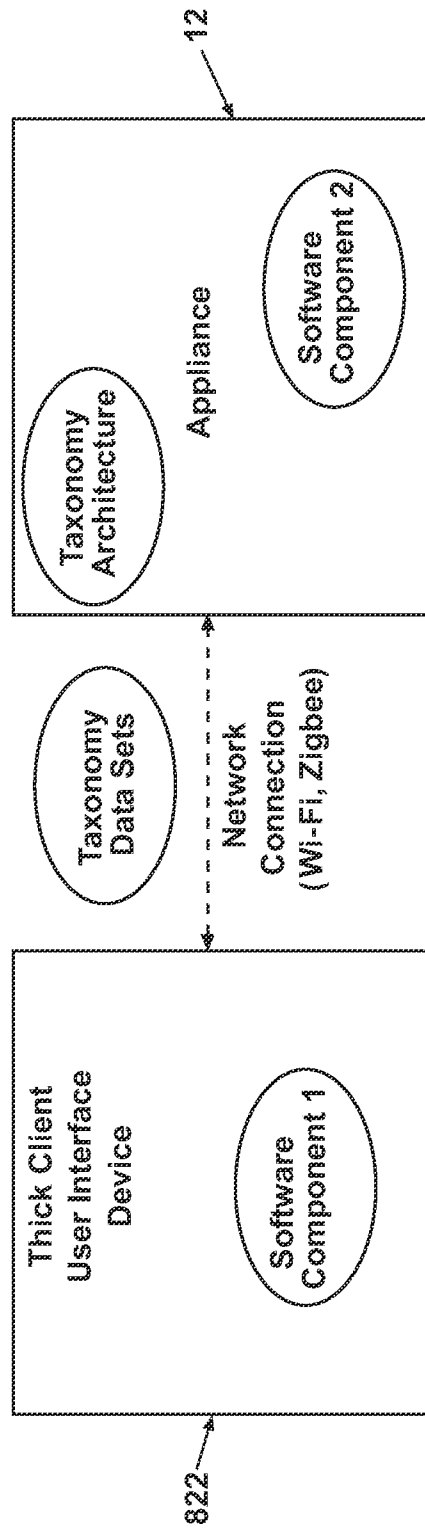 822
Thick Client
User Interface
Device
Software
Component 1
Taxonomy
Data Sets
Network
Connection
(Wi-Fi, Zigbee)
Taxonomy
Architecture
Appliance
Software
Component 2
12